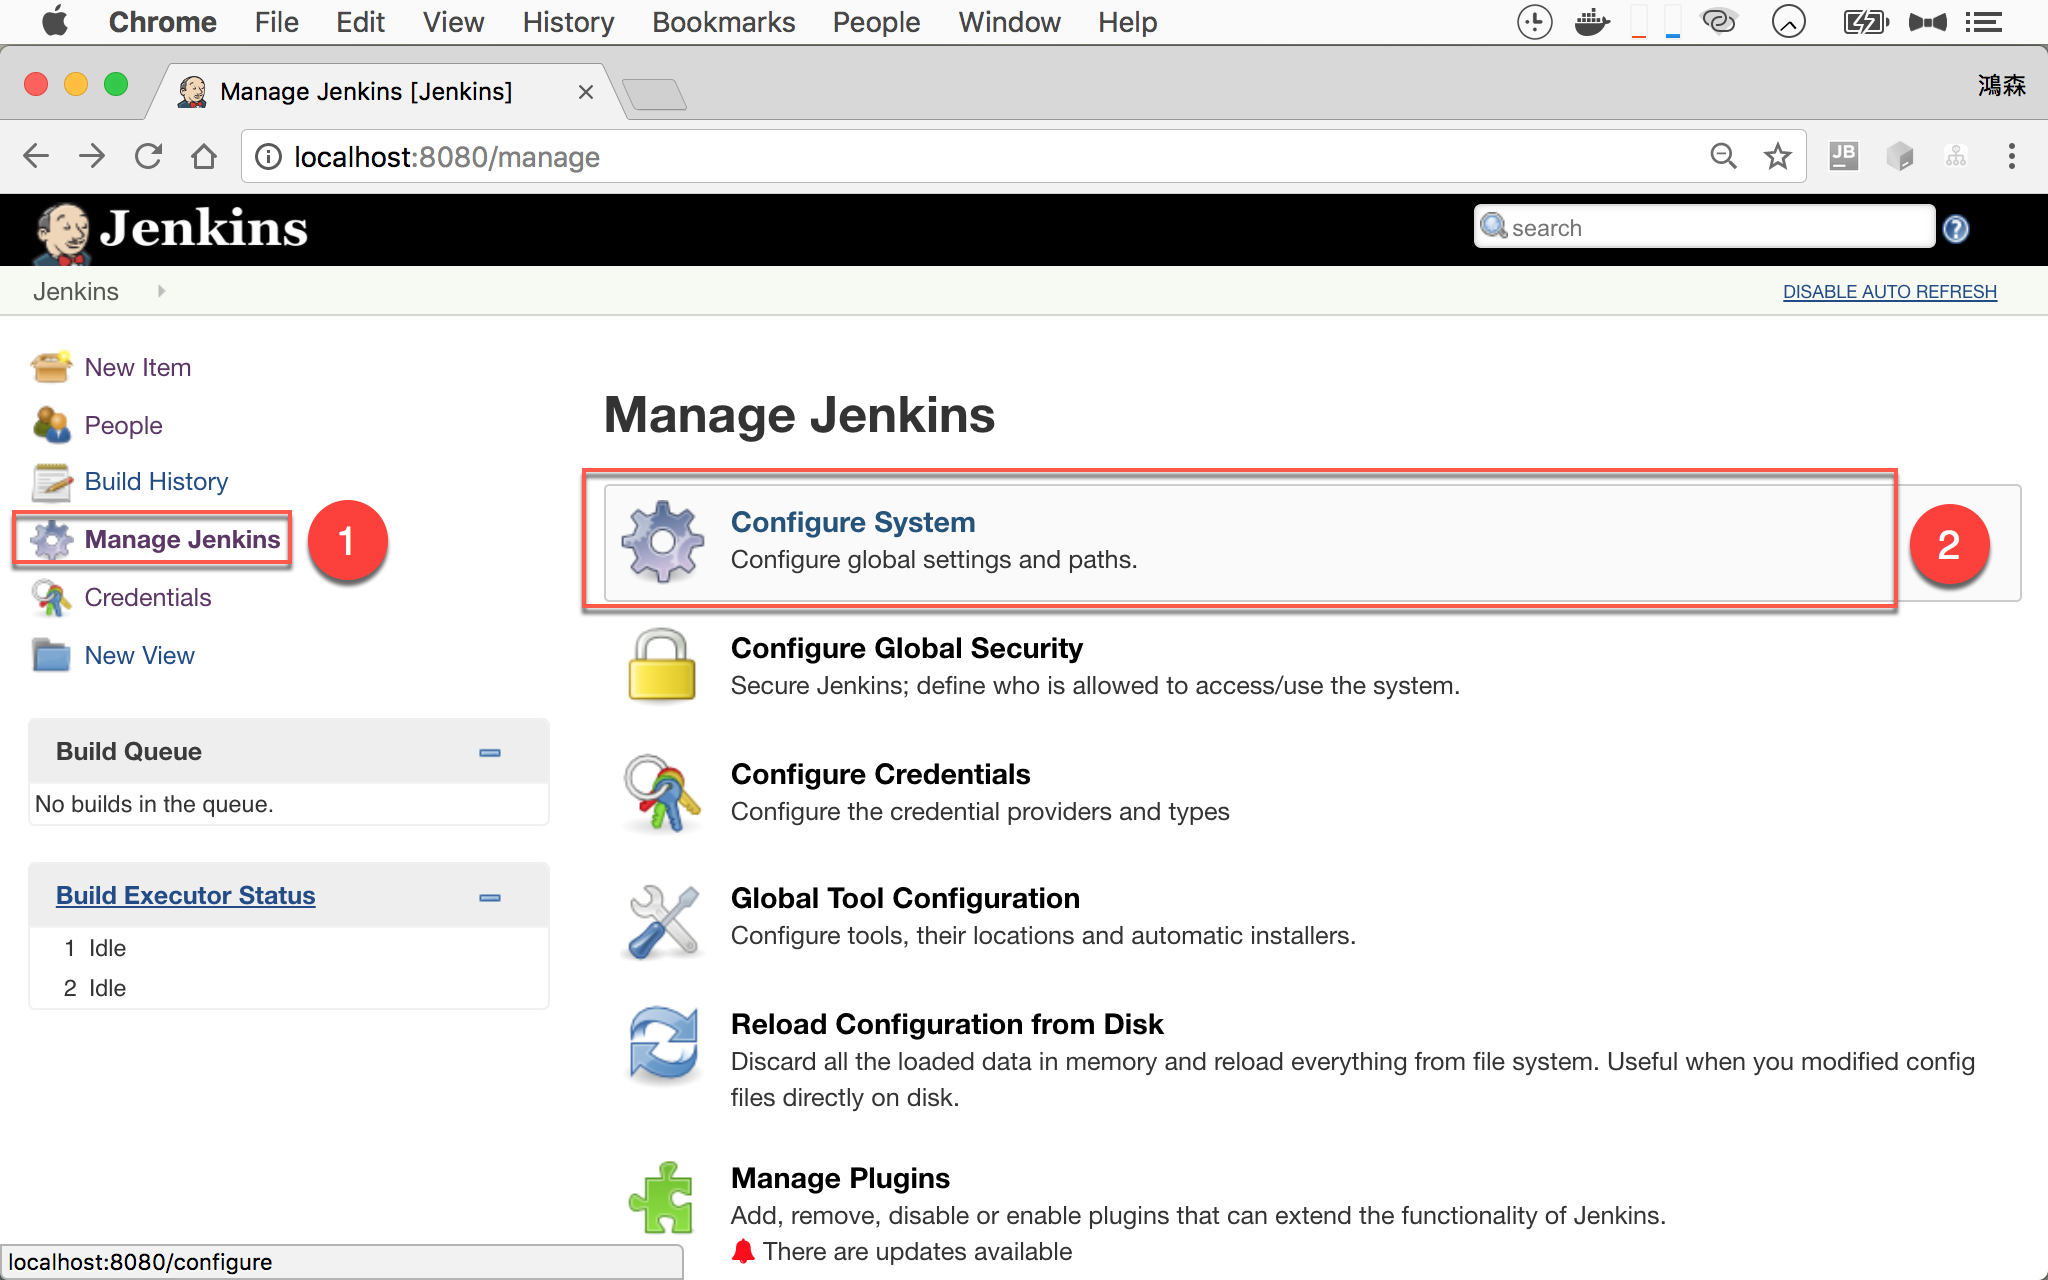 Chrome File Edit View History Bookmarks People Window Help
Manage Jenkins [Jenkins]
鴻森
localhost:8080/manage
JB
Jenkins
search
Jenkins
DISABLE AUTO REFRESH
New Item
People
Build History
Manage Jenkins
1
Credentials
New View
Build Queue
No builds in the queue.
Build Executor Status
1 Idle
2 Idle
Manage Jenkins
Configure System
Configure global settings and paths.
2
Configure Global Security
Secure Jenkins; define who is allowed to access/use the system.
Configure Credentials
Configure the credential providers and types
Global Tool Configuration
Configure tools, their locations and automatic installers.
Reload Configuration from Disk
Discard all the loaded data in memory and reload everything from file system. Useful when you modified config
files directly on disk.
Manage Plugins
Add, remove, disable or enable plugins that can extend the functionality of Jenkins.
There are updates available
localhost:8080/configure